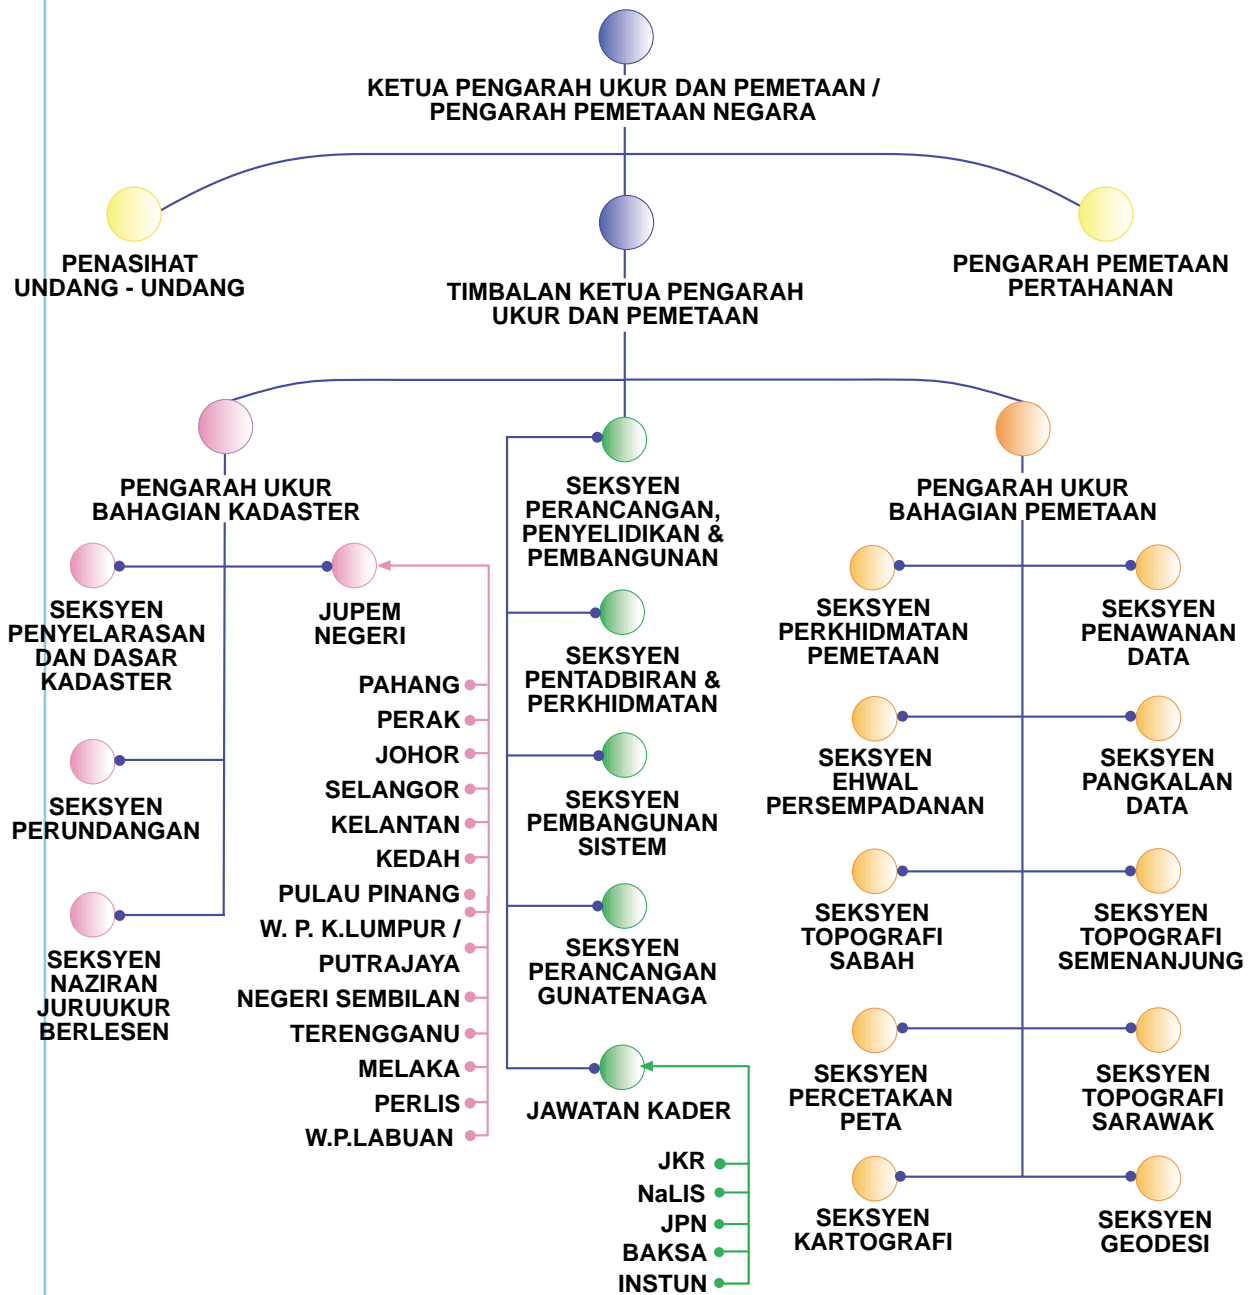 KETUA PENGARAH UKUR DAN PEMETAAN /
PENGARAH PEMETAAN NEGARA
PENASIHAT
UNDANG - UNDANG
PENGARAH PEMETAAN
PERTAHANAN
TIMBALAN KETUA PENGARAH
UKUR DAN PEMETAAN
PENGARAH UKUR
BAHAGIAN KADASTER
SEKSYEN
PENYELARASAN
DAN DASAR
KADASTER
JUPEM
NEGERI
SEKSYEN
PERUNDANGAN
SEKSYEN
NAZIRAN
JURUUKUR
BERLESEN
PAHANG
PERAK
JOHOR
SELANGOR
KELANTAN
KEDAH
PULAU PINANG
W. P. K.LUMPUR /
PUTRAJAYA
NEGERI SEMBILAN
TERENGGANU
MELAKA
PERLIS
W.P.LABUAN
SEKSYEN
PERANCANGAN,
PENYELIDIKAN &
PEMBANGUNAN
SEKSYEN
PENTADBIRAN &
PERKHIDMATAN
SEKSYEN
PEMBANGUNAN
SISTEM
SEKSYEN
PERANCANGAN
GUNATENAGA
JAWATAN KADER
JKR
NaLIS
JPN
BAKSA
INSTUN
PENGARAH UKUR
BAHAGIAN PEMETAAN
SEKSYEN
PERKHIDMATAN
PEMETAAN
SEKSYEN
PENAWANAN
DATA
SEKSYEN
EHWAL
PERSEMPADANAN
SEKSYEN
PANGKALAN
DATA
SEKSYEN
TOPOGRAFI
SABAH
SEKSYEN
TOPOGRAFI
SEMENANJUNG
SEKSYEN
PERCETAKAN
PETA
SEKSYEN
TOPOGRAFI
SARAWAK
SEKSYEN
KARTOGRAFI
SEKSYEN
GEODESI